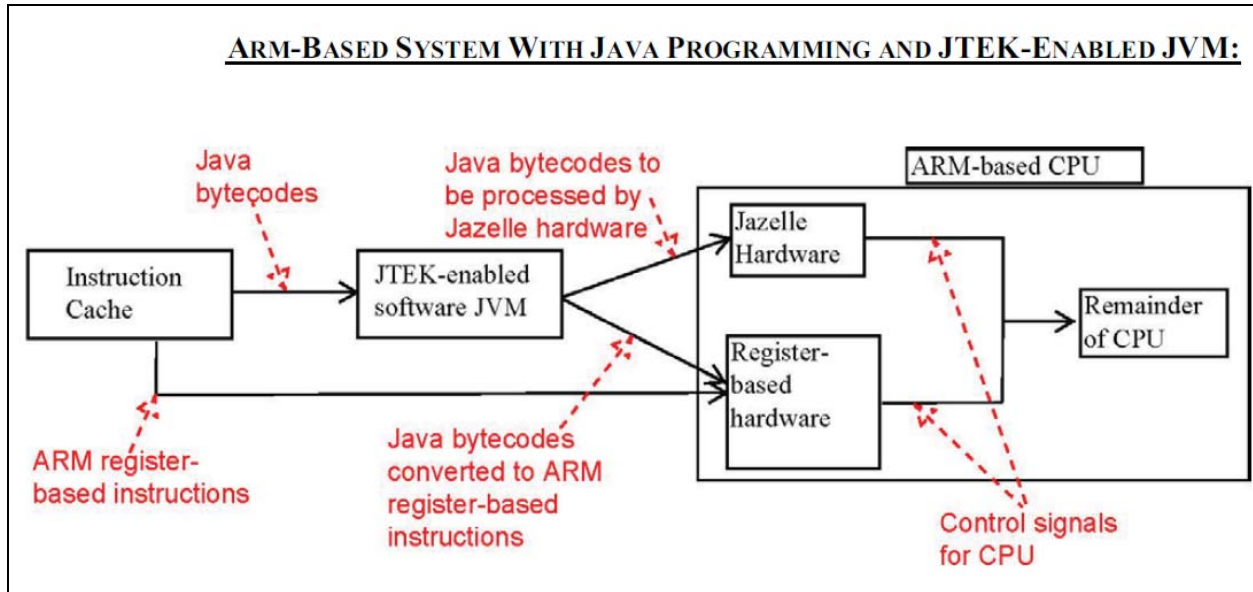 ARM-BASED SYSTEM WITH JAVA PROGRAMMING AND JTEK-ENABLED JVM:
Java
bytecodes
Java bytecodes to
be processed by
Jazelle hardware
ARM-based CPU
Instruction
Cache
JTEK-enabled
software JVM
Jazelle
Hardware
Remainder
of CPU
Register-
based
hardware
ARM register-
based instructions
Java bytecodes
converted to ARM
register-based
instructions
Control signals
for CPU